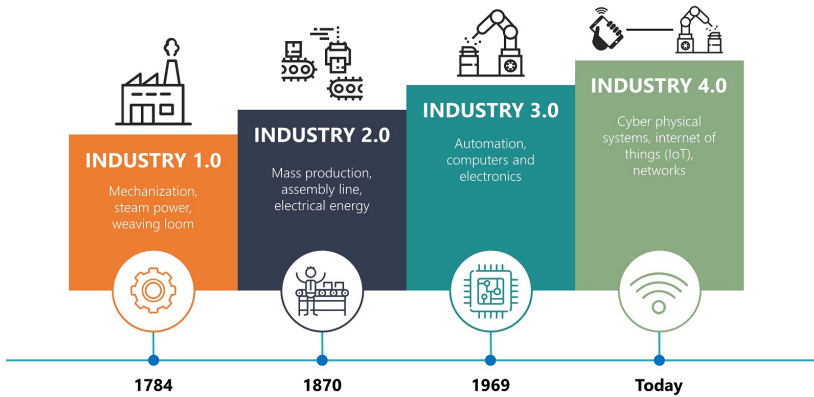 INDUSTRY 1.0
Mechanization,
steam power,
weaving loom
1784
INDUSTRY 2.0
Mass production,
assembly line,
electrical energy
1870
INDUSTRY 3.0
Automation,
computers and
electronics
1969
INDUSTRY 4.0
Cyber physical
systems, internet of
things (IoT),
networks
Today